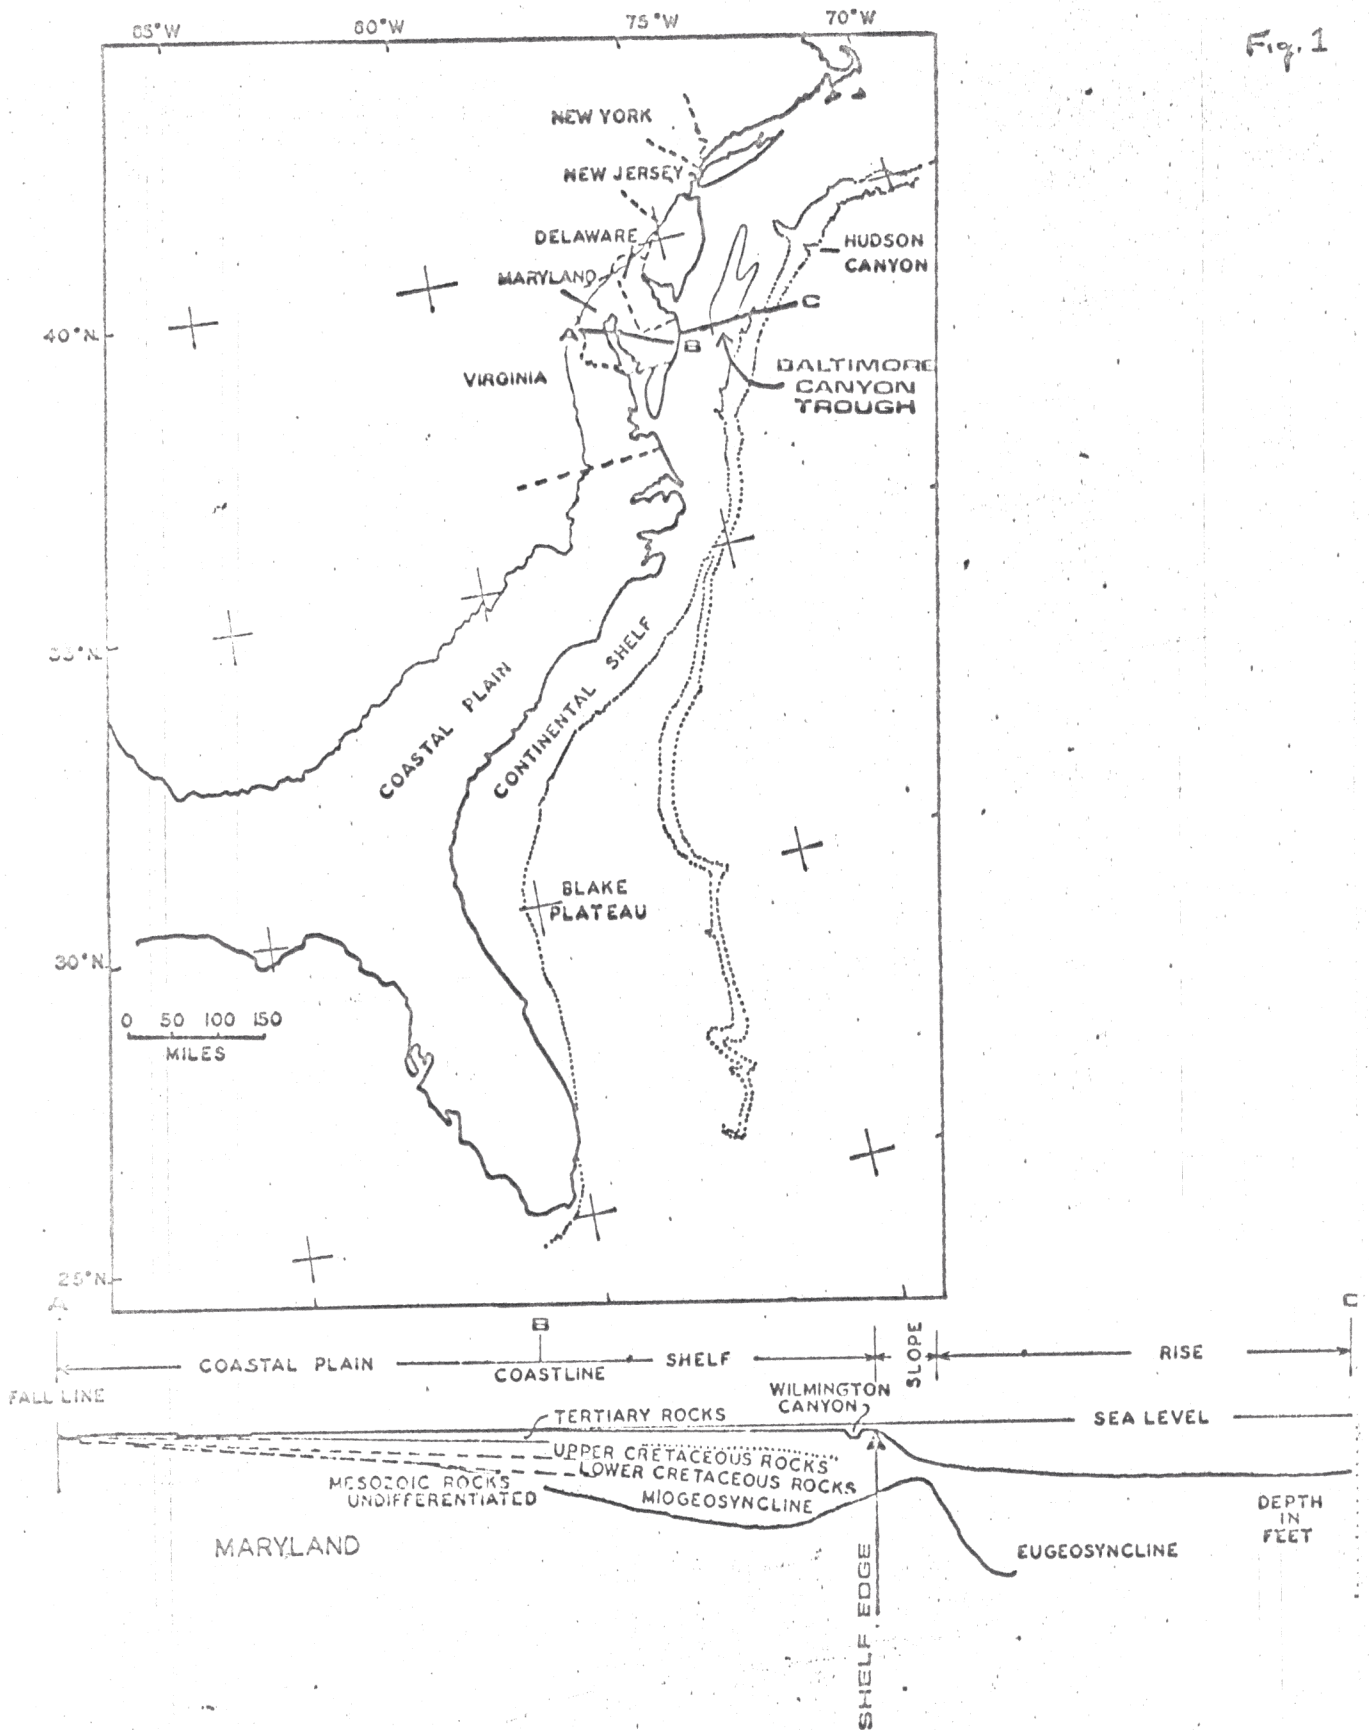 85°W 80°W 75°W 70°W
Fig. 1
NEW YORK
NEW JERSEY
DELAWARE
MARYLAND
HUDSON
CANYON
C
40°N
A
B
VIRGINIA
BALTIMORE
CANYON
TROUGH
35°N
COASTAL PLAIN
CONTINENTAL SHELF
BLAKE
PLATEAU
30°N
0 50 100 150
MILES
25°N
A
B
C
COASTAL PLAIN
COASTLINE
SHELF
SLOPE
RISE
FALL LINE
WILMINGTON
CANYON
TERTIARY ROCKS
SEA LEVEL
UPPER CRETACEOUS ROCKS
LOWER CRETACEOUS ROCKS
MESOZOIC ROCKS
UNDIFFERENTIATED
MIOGEOSYNCLINE
DEPTH
IN
FEET
MARYLAND
EUGEOSYNCLINE
SHELF EDGE